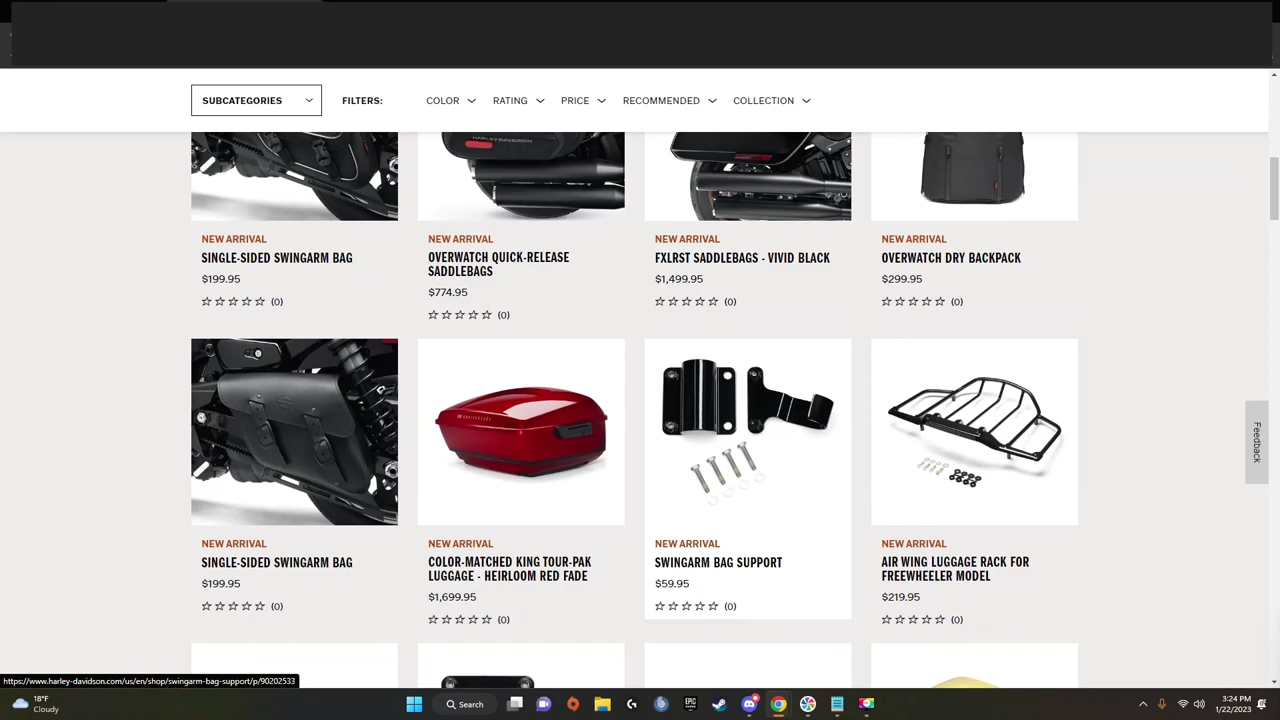 SUBCATEGORIES
FILTERS:
COLOR
RATING
PRICE
RECOMMENDED
COLLECTION
HARLEY-DAVIDSON
NEW ARRIVAL
SINGLE-SIDED SWINGARM BAG
$199.95
(0)
NEW ARRIVAL
OVERWATCH QUICK-RELEASE
SADDLEBAGS
$774.95
(0)
NEW ARRIVAL
FXLRST SADDLEBAGS - VIVID BLACK
$1,499.95
(0)
NEW ARRIVAL
OVERWATCH DRY BACKPACK
$299.95
(0)
NEW ARRIVAL
SINGLE-SIDED SWINGARM BAG
$199.95
(0)
NEW ARRIVAL
COLOR-MATCHED KING TOUR-PAK
LUGGAGE - HEIRLOOM RED FADE
$1,699.95
(0)
NEW ARRIVAL
SWINGARM BAG SUPPORT
$59.95
(0)
NEW ARRIVAL
AIR WING LUGGAGE RACK FOR
FREEWHEELER MODEL
$219.95
(0)
Feedback
https://www.harley-davidson.com/us/en/shop/swingarm-bag-support/p/90202533
18°F
Cloudy
Search
EPIC
3:24 PM
1/22/2023